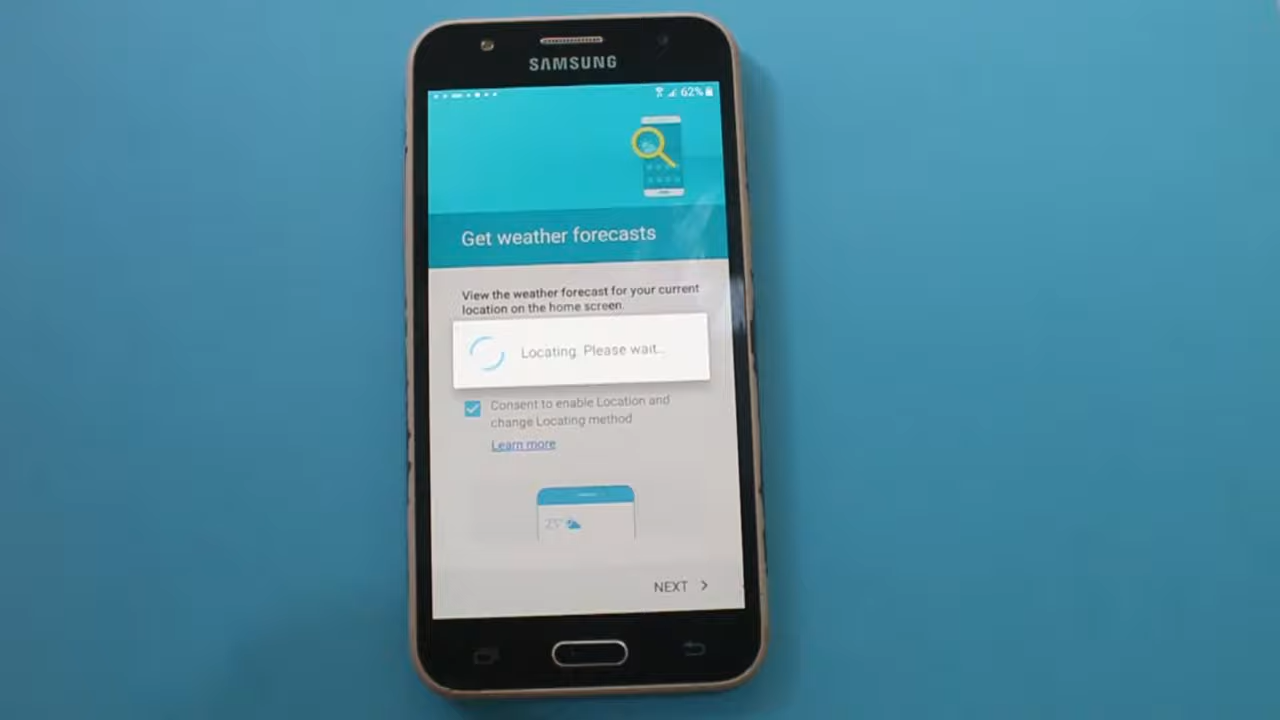 SAMSUNG
62%
Get weather forecasts
View the weather forecast for your current
location on the home screen.
Locating. Please wait...
Consent to enable Location and
change Locating method
Learn more
25°
NEXT